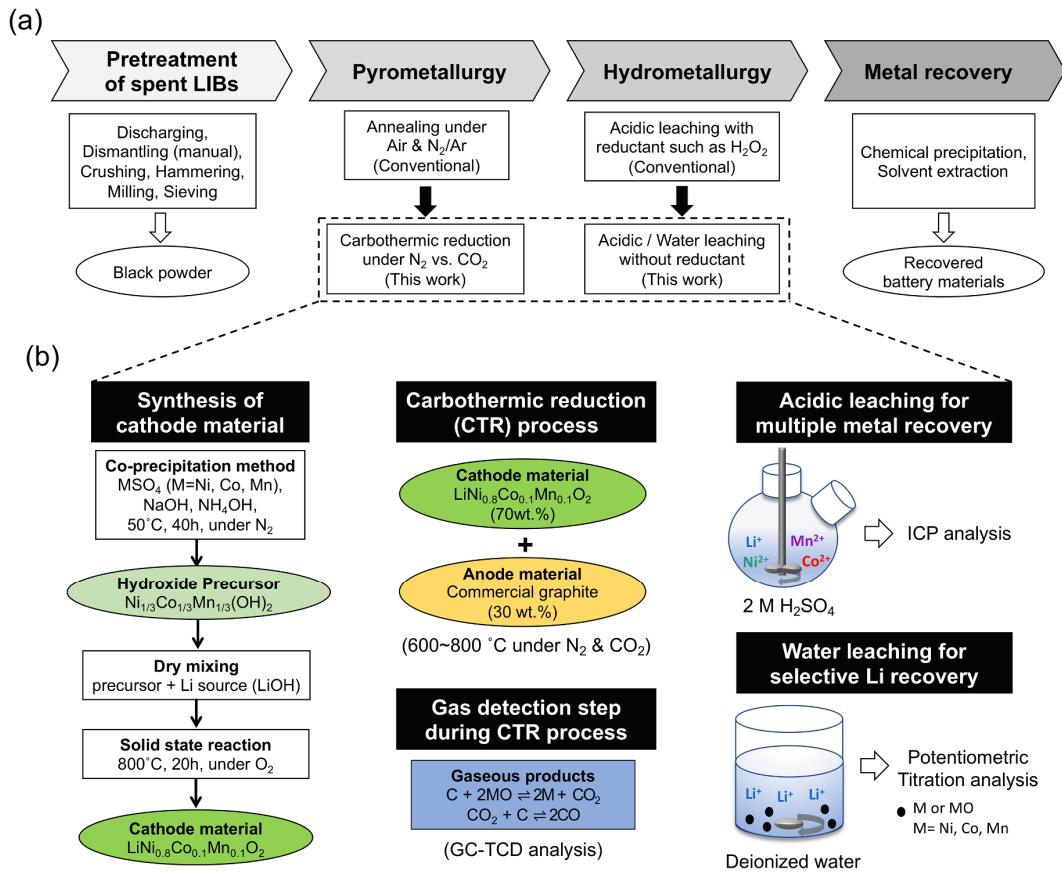 (a)
Pretreatment
of spent LIBs
Pyrometallurgy
Hydrometallurgy
Metal recovery
Discharging,
Dismantling (manual),
Crushing, Hammering,
Milling, Sieving
Annealing under
Air & N₂/Ar
(Conventional)
Acidic leaching with
reductant such as H₂O₂
(Conventional)
Chemical precipitation,
Solvent extraction
Black powder
Carbothermic reduction
under N₂ vs. CO₂
(This work)
Acidic / Water leaching
without reductant
(This work)
Recovered
battery materials
(b)
Synthesis of
cathode material
Co-precipitation method
MSO₄ (M=Ni, Co, Mn),
NaOH, NH₄OH,
50˚C, 40h, under N₂
Hydroxide Precursor
Ni₁/₃Co₁/₃Mn₁/₃(OH)₂
Dry mixing
precursor + Li source (LiOH)
Solid state reaction
800˚C, 20h, under O₂
Cathode material
LiNi₀.₈Co₀.₁Mn₀.₁O₂
Carbothermic reduction
(CTR) process
Cathode material
LiNi₀.₈Co₀.₁Mn₀.₁O₂
(70wt.%)
+
Anode material
Commercial graphite
(30 wt.%)
(600~800 ˚C under N₂ & CO₂)
Gas detection step
during CTR process
Gaseous products
C + 2MO ⇌2M + CO₂
CO₂ + C ⇌2CO
(GC-TCD analysis)
Acidic leaching for
multiple metal recovery
Li⁺ Mn²⁺
Ni²⁺ Co²⁺
ICP analysis
2 M H₂SO₄
Water leaching for
selective Li recovery
Li⁺ Li⁺ Li⁺
Potentiometric
Titration analysis
M or MO
M= Ni, Co, Mn
Deionized water